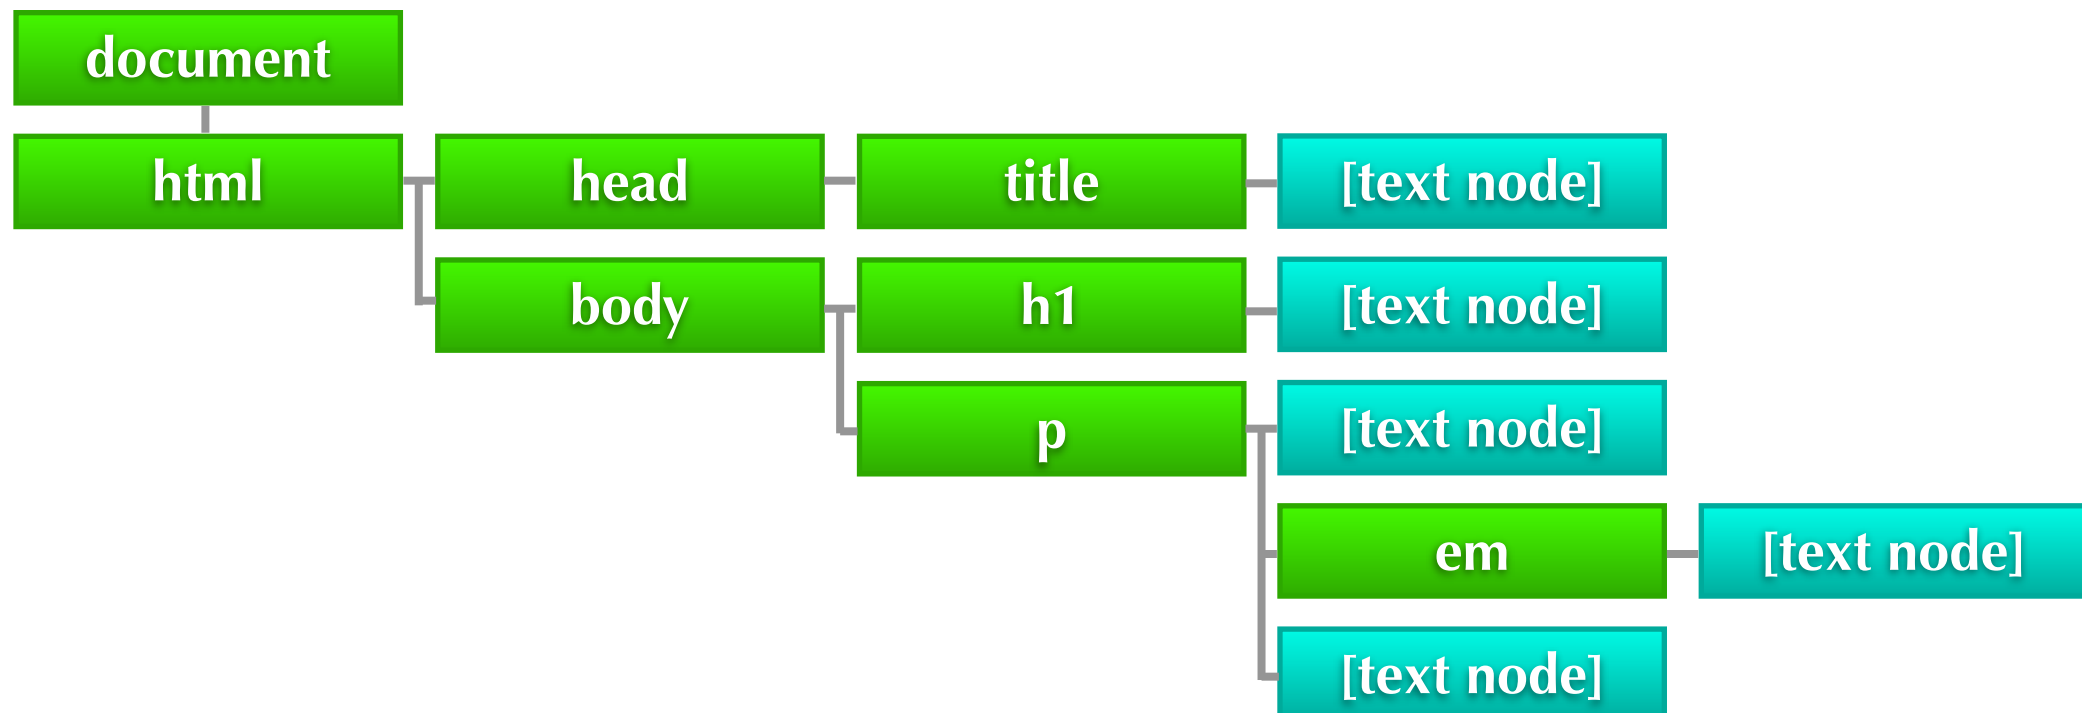 document
html head title [text node]
body h1 [text node]
p [text node]
em [text node]
[text node]